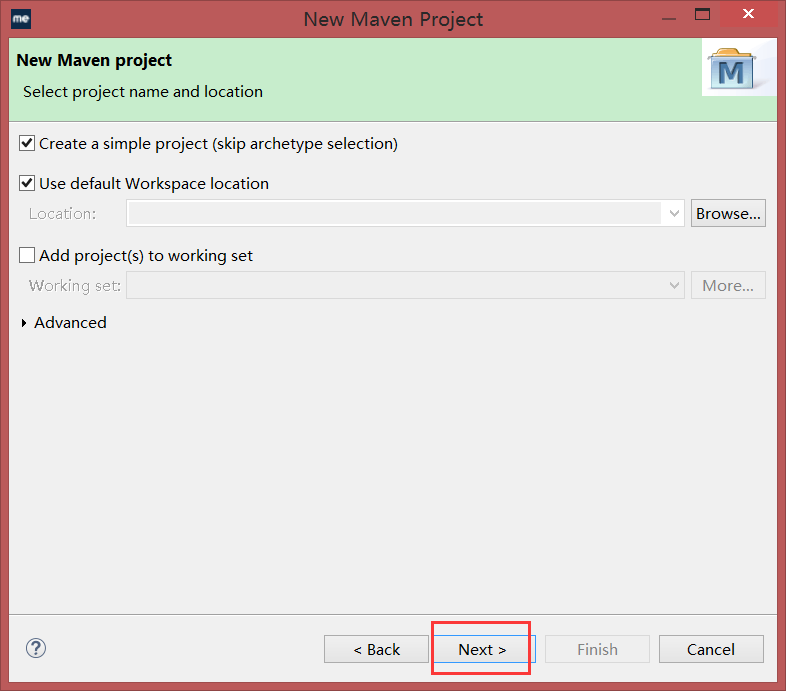 me
New Maven Project
New Maven project
Select project name and location
M
Create a simple project (skip archetype selection)
Use default Workspace location
Location:
Browse...
Add project(s) to working set
Working set:
More...
Advanced
?
< Back
Next >
Finish
Cancel